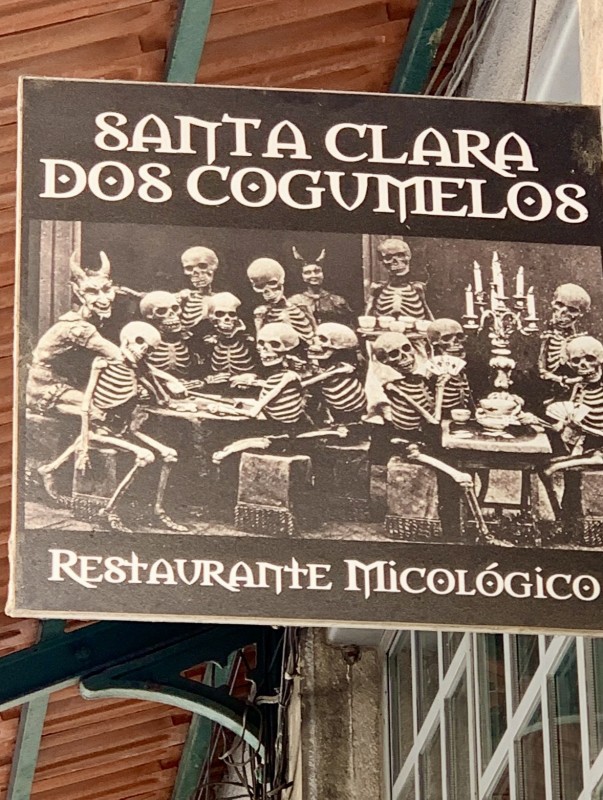 SANTA CLARA
DOS COGUMELOS
RESTAURANTE MICOLÓGICO